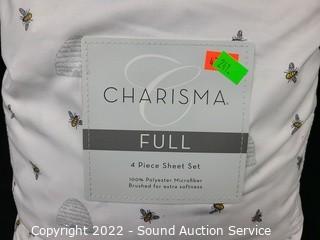 CHARISMA
FULL
4 Piece Sheet Set
100% Polyester Microfiber
Brushed for extra softness
Copyright 2022 - Sound Auction Service